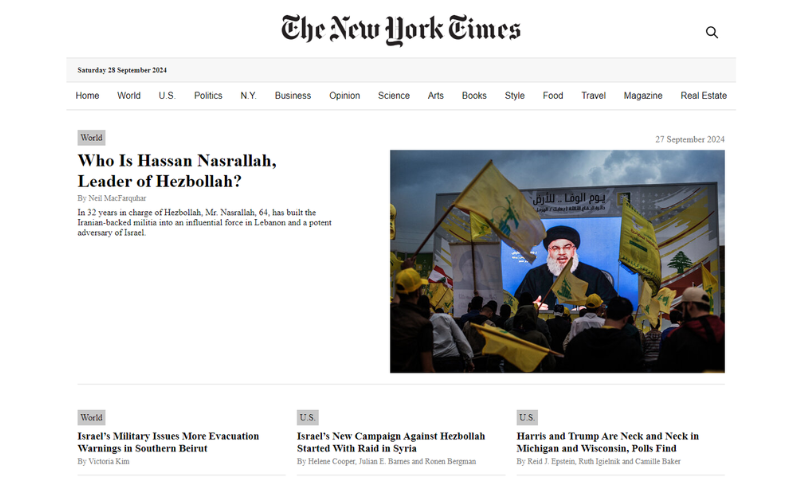 The New York Times
Saturday 28 September 2024
Home World U.S. Politics N.Y. Business Opinion Science Arts Books Style Food Travel Magazine Real Estate
World
27 September 2024
Who Is Hassan Nasrallah,
Leader of Hezbollah?
By Neil MacFarquhar
In 32 years in charge of Hezbollah, Mr. Nasrallah, 64, has built the
Iranian-backed militia into an influential force in Lebanon and a potent
adversary of Israel.
يوم الوفاء للأرض
World
Israel’s Military Issues More Evacuation
Warnings in Southern Beirut
By Victoria Kim
U.S.
Israel’s New Campaign Against Hezbollah
Started With Raid in Syria
By Helene Cooper, Julian E. Barnes and Ronen Bergman
U.S.
Harris and Trump Are Neck and Neck in
Michigan and Wisconsin, Polls Find
By Reid J. Epstein, Ruth Igielnik and Camille Baker